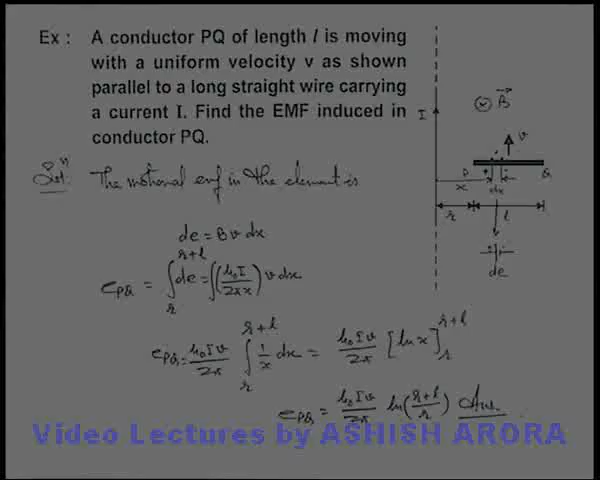 Ex : A conductor PQ of length l is moving
with a uniform velocity v as shown
parallel to a long straight wire carrying
a current I. Find the EMF induced in
conductor PQ.
Solⁿ The motional emf in the element is
de = B v dx
e_PQ = ∫_r^{r+l} de = ∫(μ₀I/2πx) v dx
e_PQ = μ₀Iv/2π ∫_r^{r+l} 1/x dx = μ₀Iv/2π [ln x]_r^{r+l}
e_PQ = μ₀Iv/2π ln(r+l/r) Ans.
I
B
v
P
Q
x
dx
r
l
de
Video Lectures by ASHISH ARORA